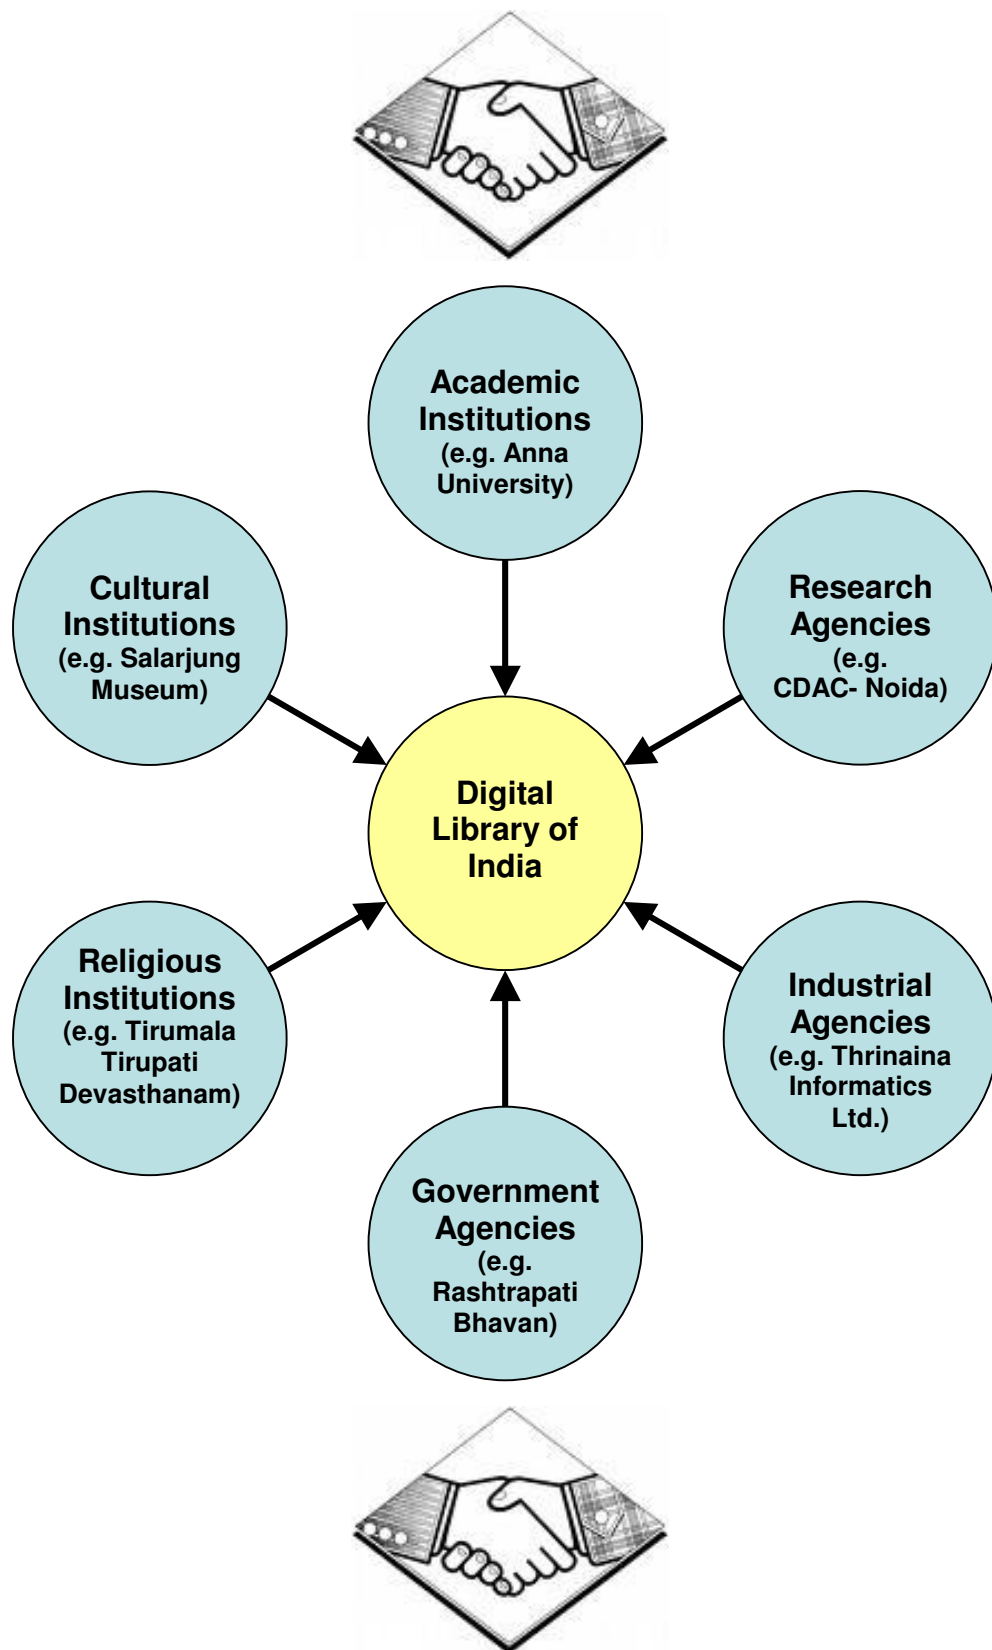 Academic
Institutions
(e.g. Anna
University)
Cultural
Institutions
(e.g. Salarjung
Museum)
Research
Agencies
(e.g.
CDAC- Noida)
Digital
Library of
India
Religious
Institutions
(e.g. Tirumala
Tirupati
Devasthanam)
Industrial
Agencies
(e.g. Thrinaina
Informatics
Ltd.)
Government
Agencies
(e.g.
Rashtrapati
Bhavan)